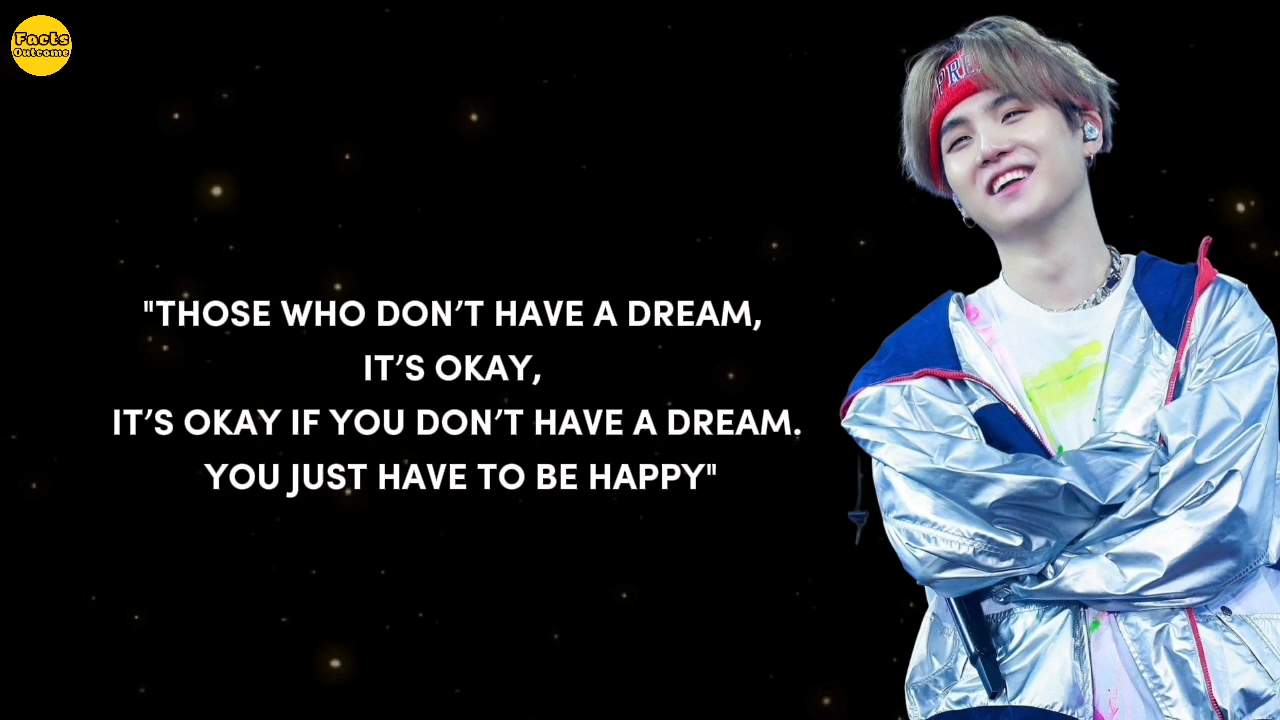 Facts
Outcome
"THOSE WHO DON’T HAVE A DREAM,
IT’S OKAY,
IT’S OKAY IF YOU DON’T HAVE A DREAM.
YOU JUST HAVE TO BE HAPPY"